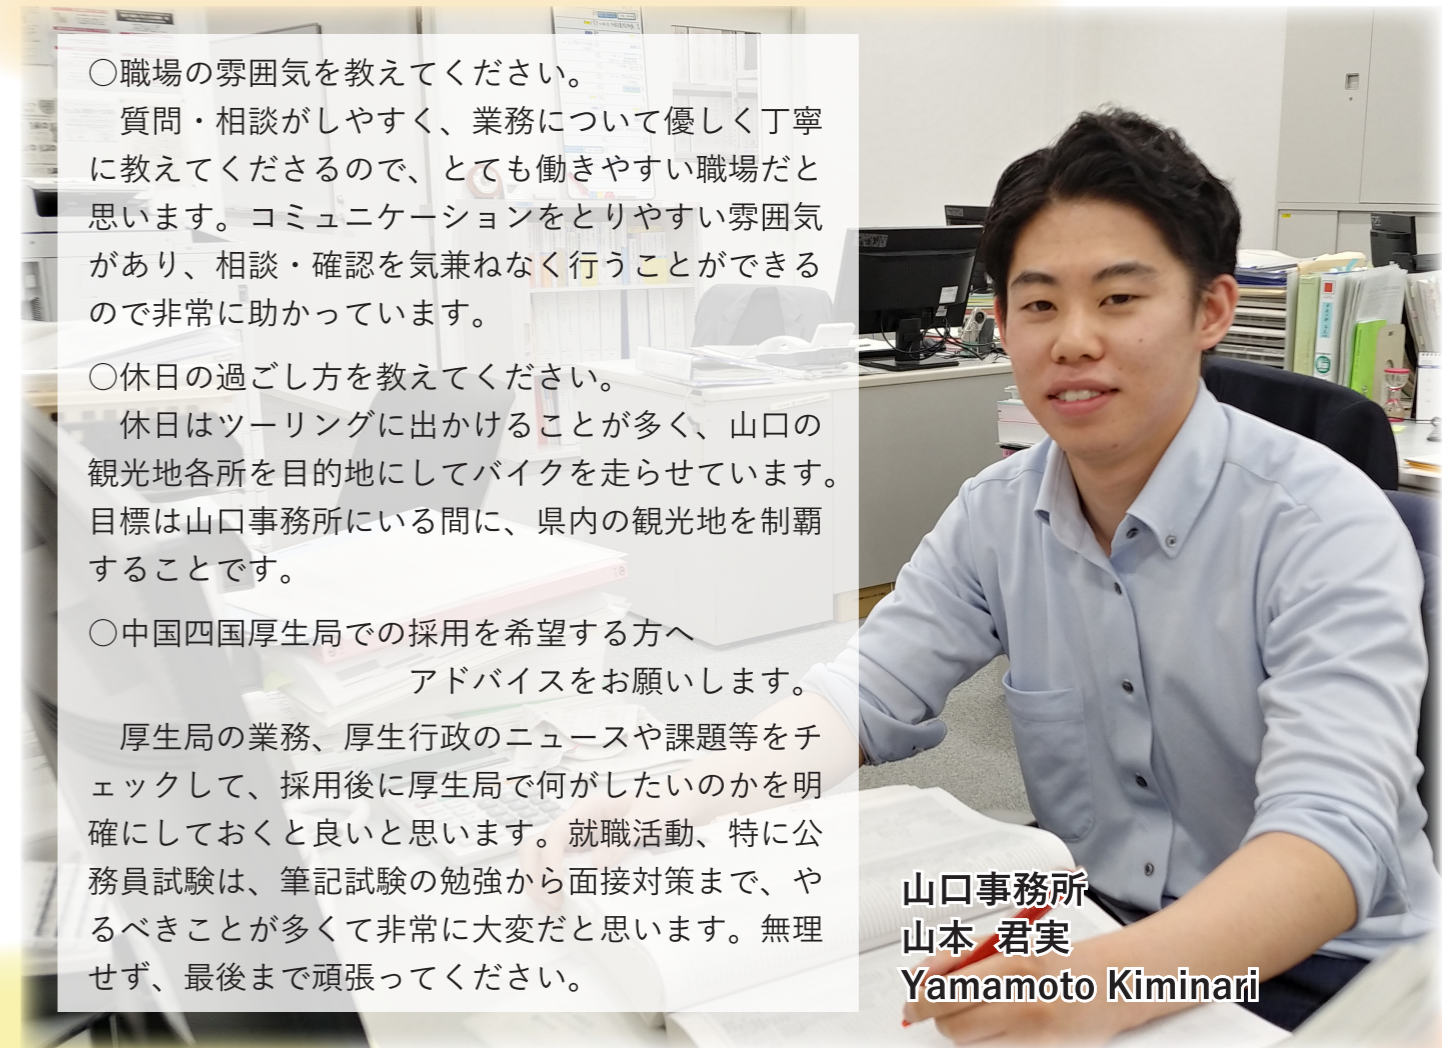 ○職場の雰囲気を教えてください。
　質問・相談がしやすく、業務について優しく丁寧
に教えてくださるので、とても働きやすい職場だと
思います。コミュニケーションをとりやすい雰囲気
があり、相談・確認を気兼ねなく行うことができる
ので非常に助かっています。
○休日の過ごし方を教えてください。
　休日はツーリングに出かけることが多く、山口の
観光地各所を目的地にしてバイクを走らせています。
目標は山口事務所にいる間に、県内の観光地を制覇
することです。
○中国四国厚生局での採用を希望する方へ
アドバイスをお願いします。
　厚生局の業務、厚生行政のニュースや課題等をチ
ェックして、採用後に厚生局で何がしたいのかを明
確にしておくと良いと思います。就職活動、特に公
務員試験は、筆記試験の勉強から面接対策まで、や
るべきことが多くて非常に大変だと思います。無理
せず、最後まで頑張ってください。
山口事務所
山本　君実
Yamamoto Kiminari